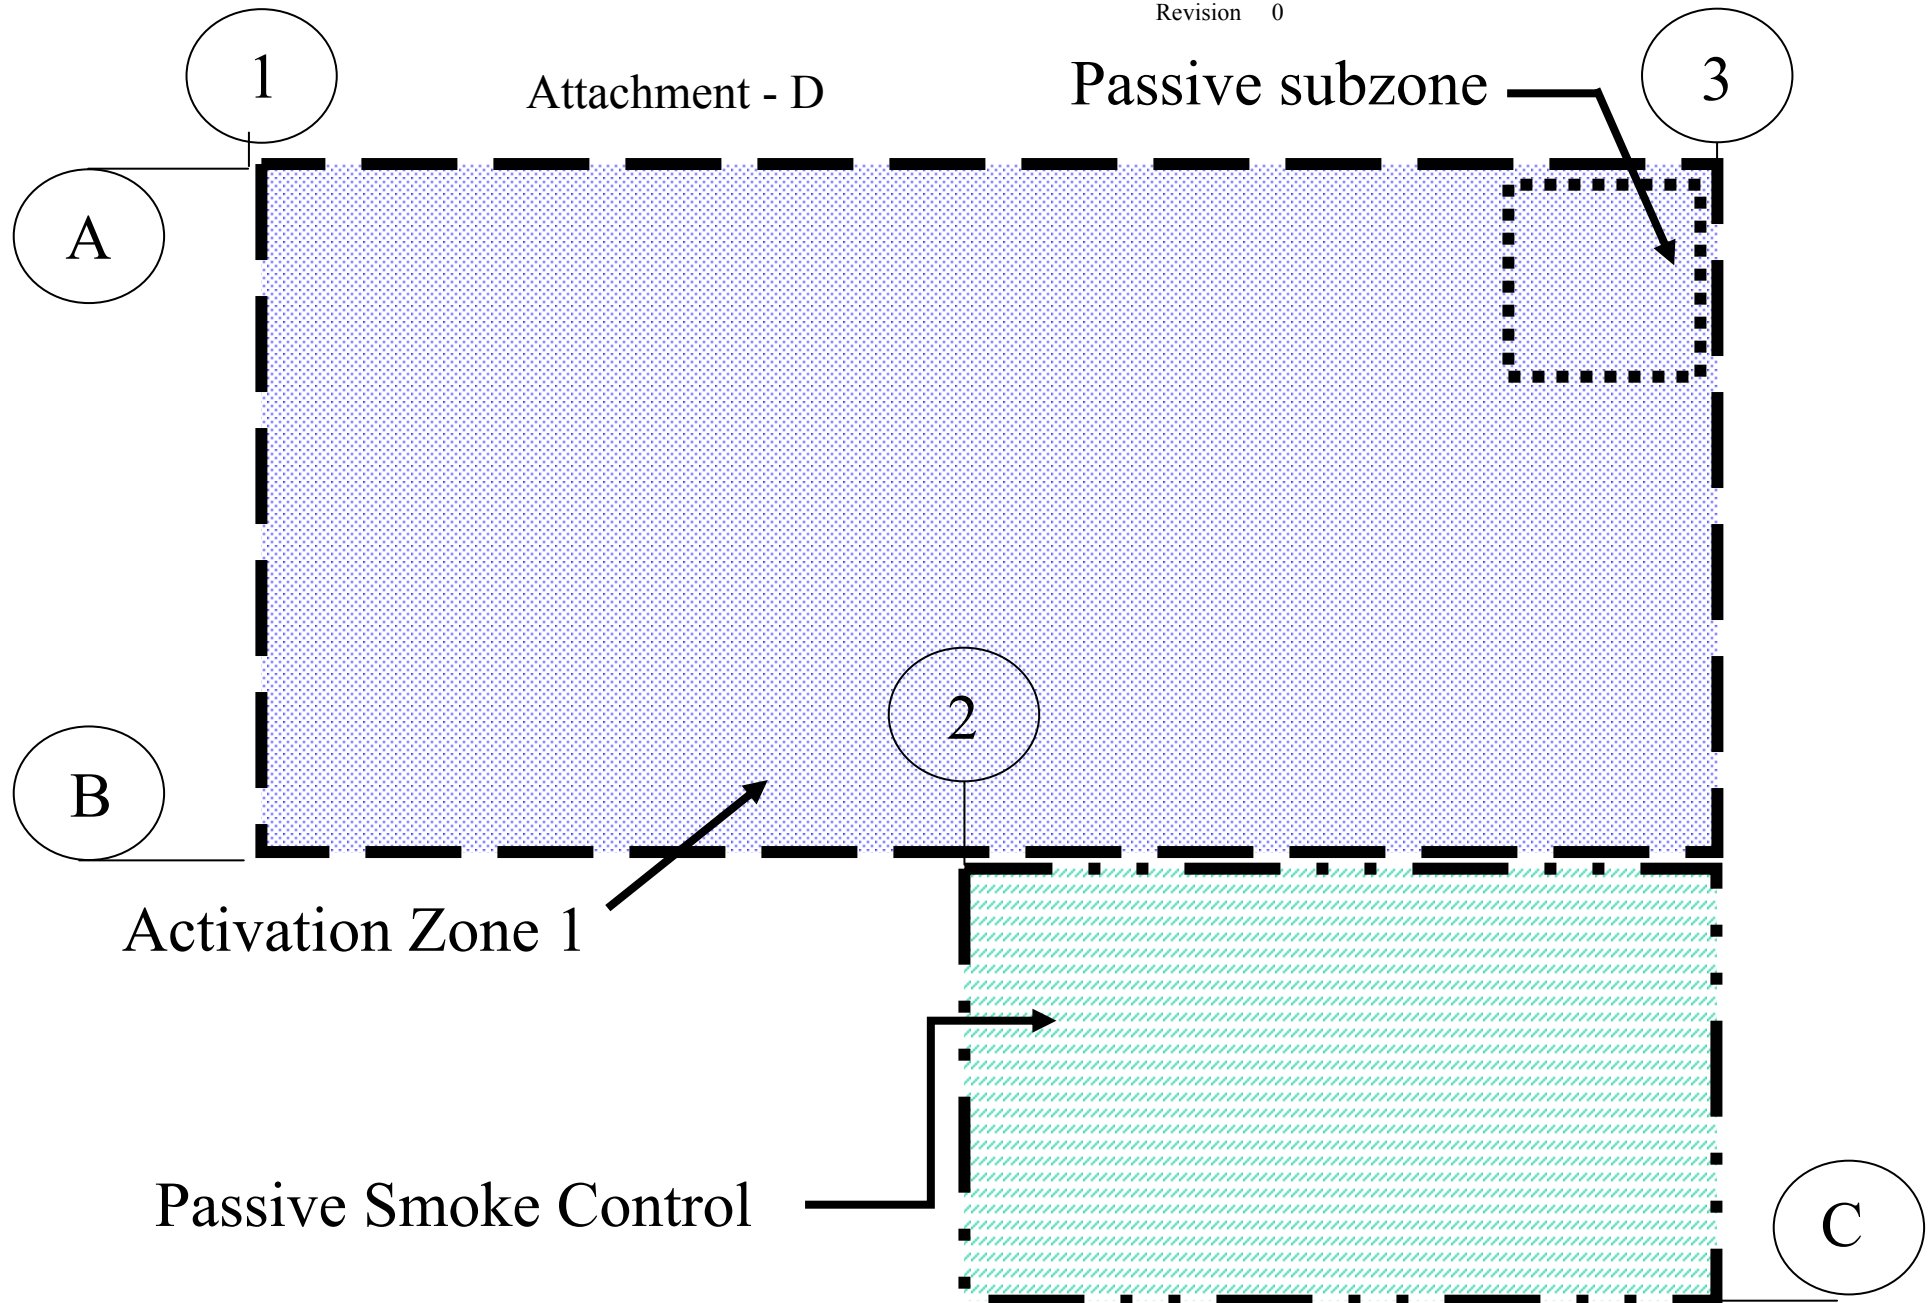 Revision 0
1
Attachment - D
Passive subzone
3
A
2
B
Activation Zone 1
Passive Smoke Control
C